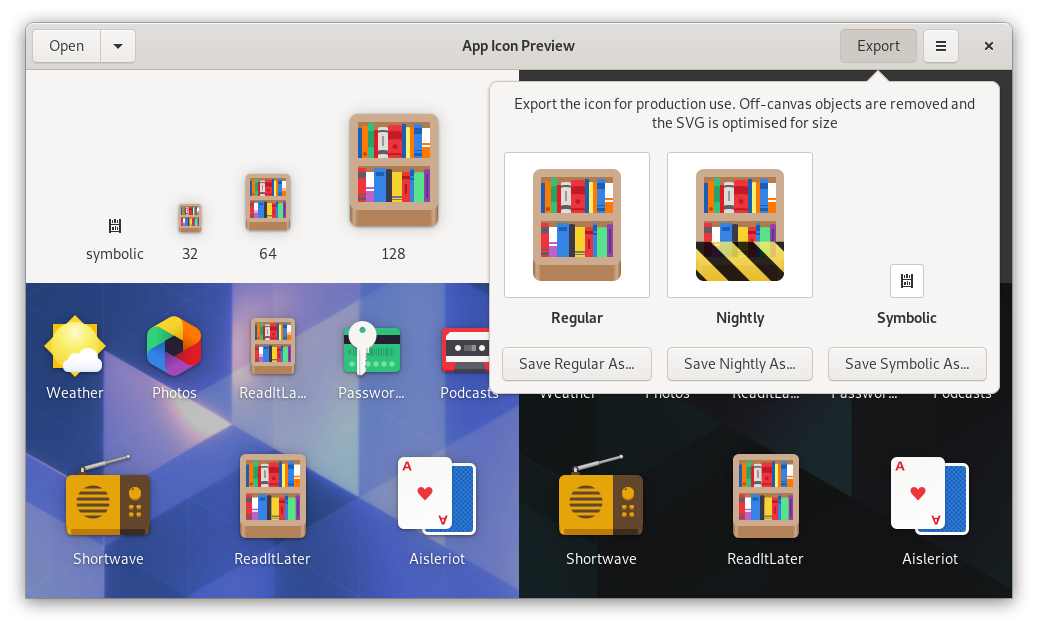 Open
App Icon Preview
Export
Export the icon for production use. Off-canvas objects are removed and
the SVG is optimised for size
symbolic
32
64
128
Regular
Nightly
Symbolic
Save Regular As...
Save Nightly As...
Save Symbolic As...
Weather
Photos
ReadItLa...
Passwor...
Podcasts
Weather
Photos
ReadItLa...
Passwor...
Podcasts
A
A
A
A
Shortwave
ReadItLater
Aisleriot
Shortwave
ReadItLater
Aisleriot